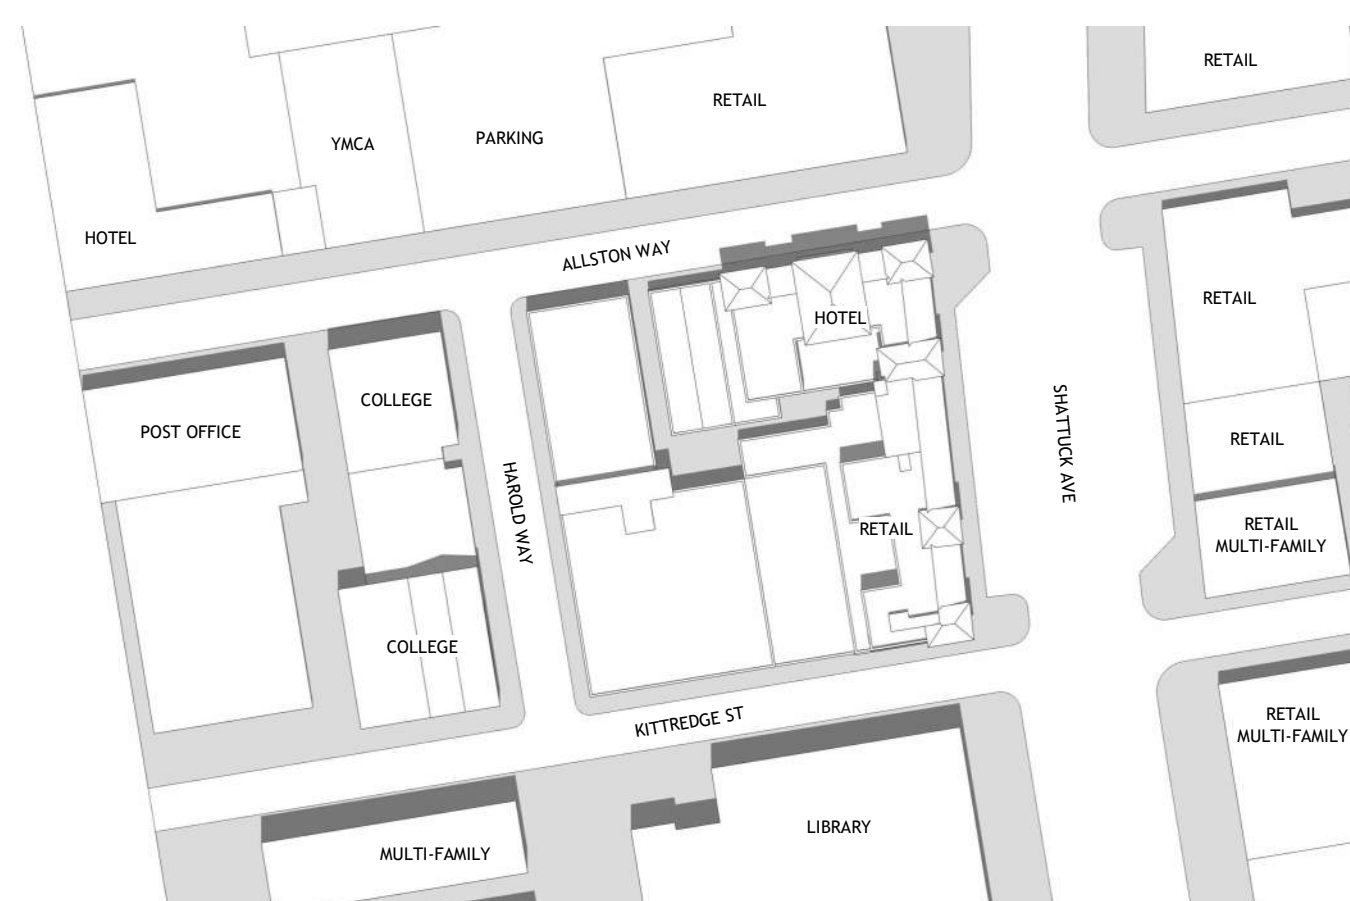 RETAIL
RETAIL
YMCA
PARKING
HOTEL
ALLSTON WAY
RETAIL
HOTEL
COLLEGE
POST OFFICE
SHATTUCK AVE
RETAIL
HAROLD WAY
RETAIL
RETAIL
MULTI-FAMILY
COLLEGE
KITTREDGE ST
RETAIL
MULTI-FAMILY
LIBRARY
MULTI-FAMILY